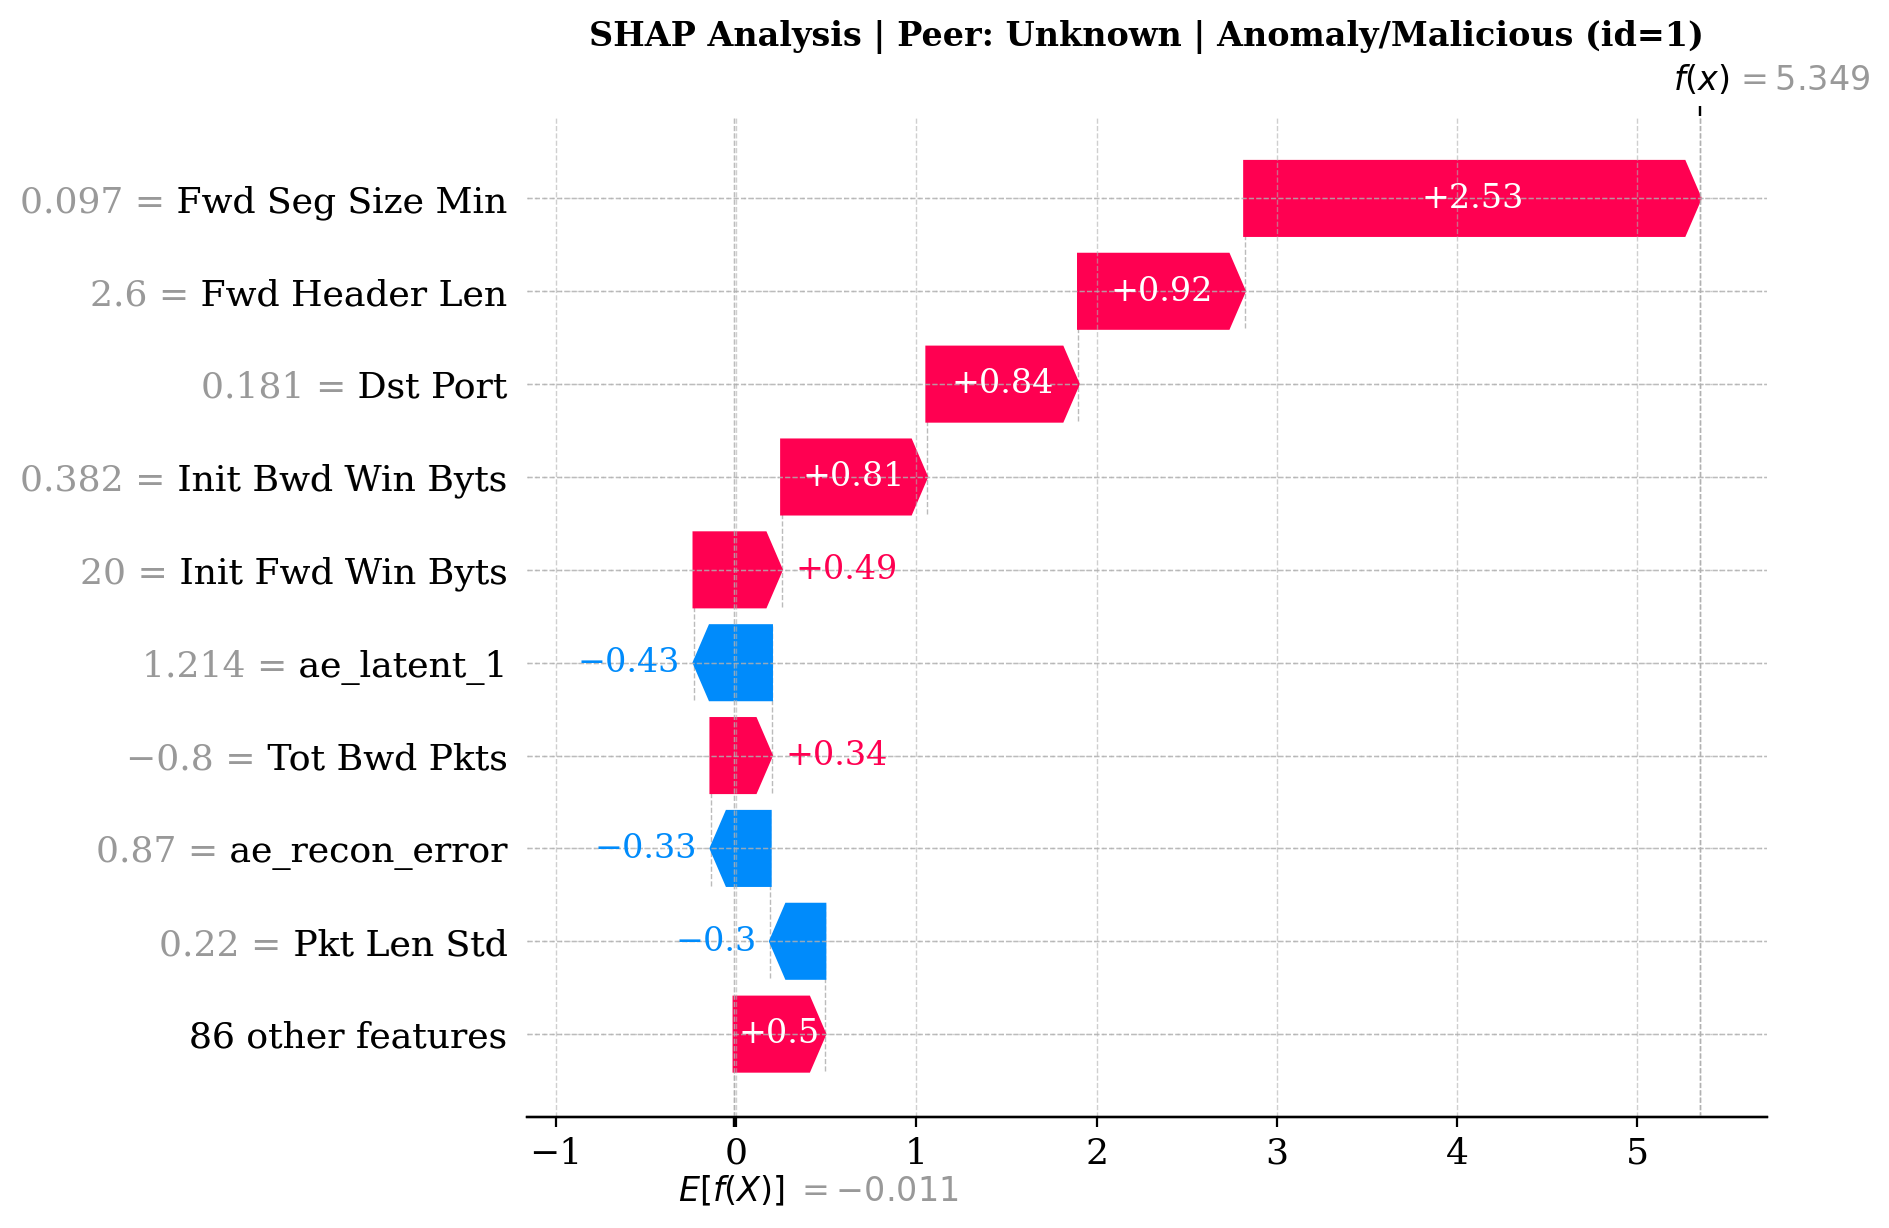 SHAP Analysis | Peer: Unknown | Anomaly/Malicious (id=1)
f(x) = 5.349
0.097 = Fwd Seg Size Min +2.53
2.6 = Fwd Header Len +0.92
0.181 = Dst Port +0.84
0.382 = Init Bwd Win Byts +0.81
20 = Init Fwd Win Byts +0.49
1.214 = ae_latent_1 −0.43
−0.8 = Tot Bwd Pkts +0.34
0.87 = ae_recon_error −0.33
0.22 = Pkt Len Std −0.3
86 other features +0.5
−1 0 1 2 3 4 5
E[f(X)] = −0.011